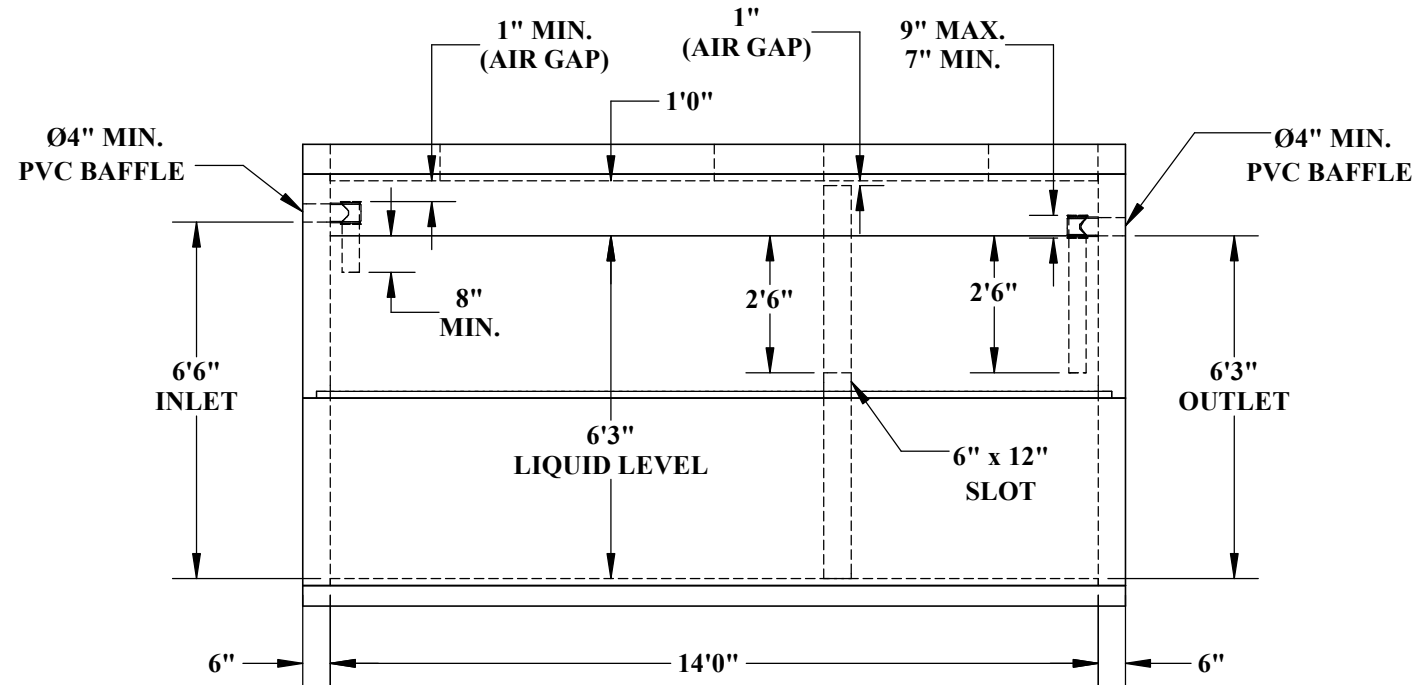 1" MIN.
(AIR GAP)
1"
(AIR GAP)
9" MAX.
7" MIN.
1'0"
Ø4" MIN.
PVC BAFFLE
Ø4" MIN.
PVC BAFFLE
8"
MIN.
2'6"
2'6"
6'6"
INLET
6'3"
OUTLET
6'3"
LIQUID LEVEL
6" x 12"
SLOT
6"
14'0"
6"